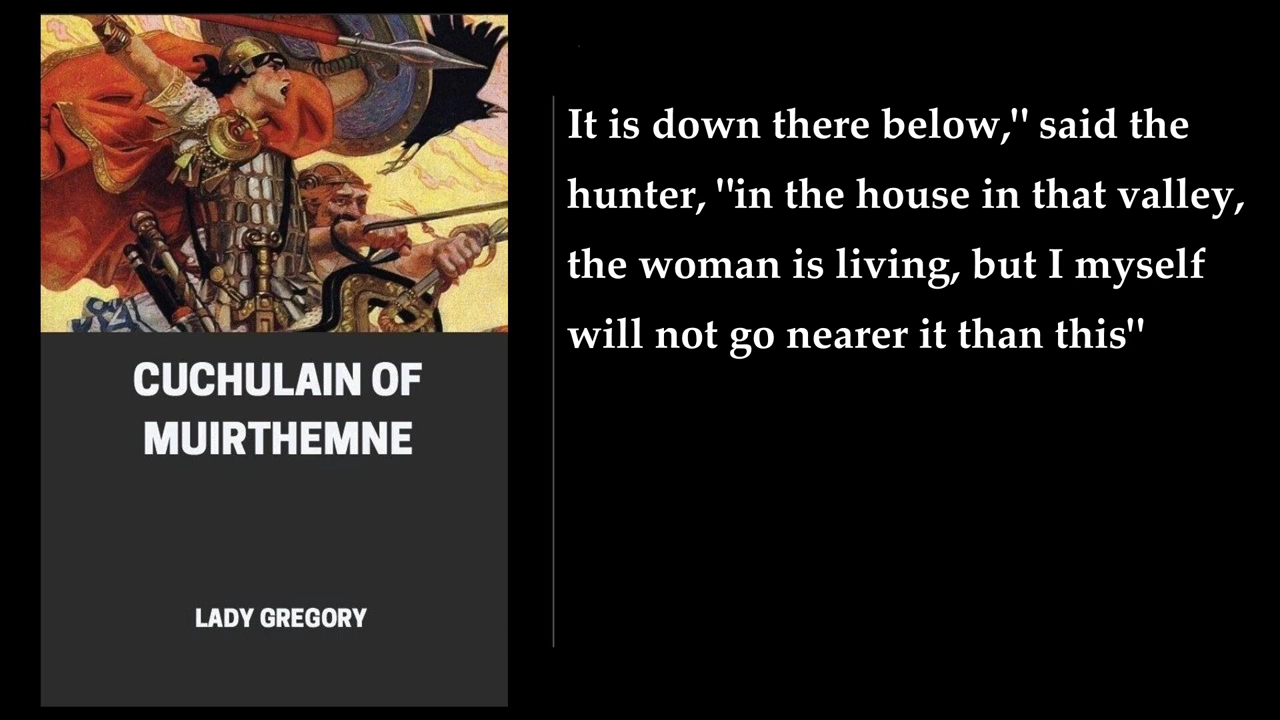 CUCHULAIN OF
MUIRTHEMNE
LADY GREGORY
It is down there below," said the
hunter, "in the house in that valley,
the woman is living, but I myself
will not go nearer it than this"